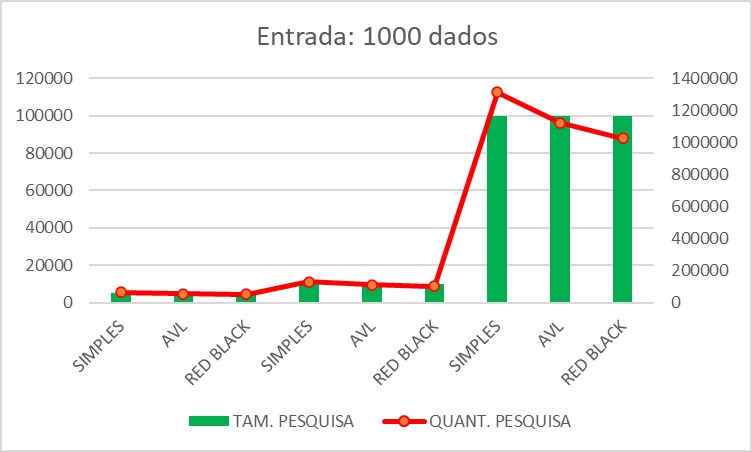 Entrada: 1000 dados
120000
100000
80000
60000
40000
20000
0
1400000
1200000
1000000
800000
600000
400000
200000
0
SIMPLES
AVL
RED BLACK
SIMPLES
AVL
RED BLACK
SIMPLES
AVL
RED BLACK
TAM. PESQUISA
QUANT. PESQUISA